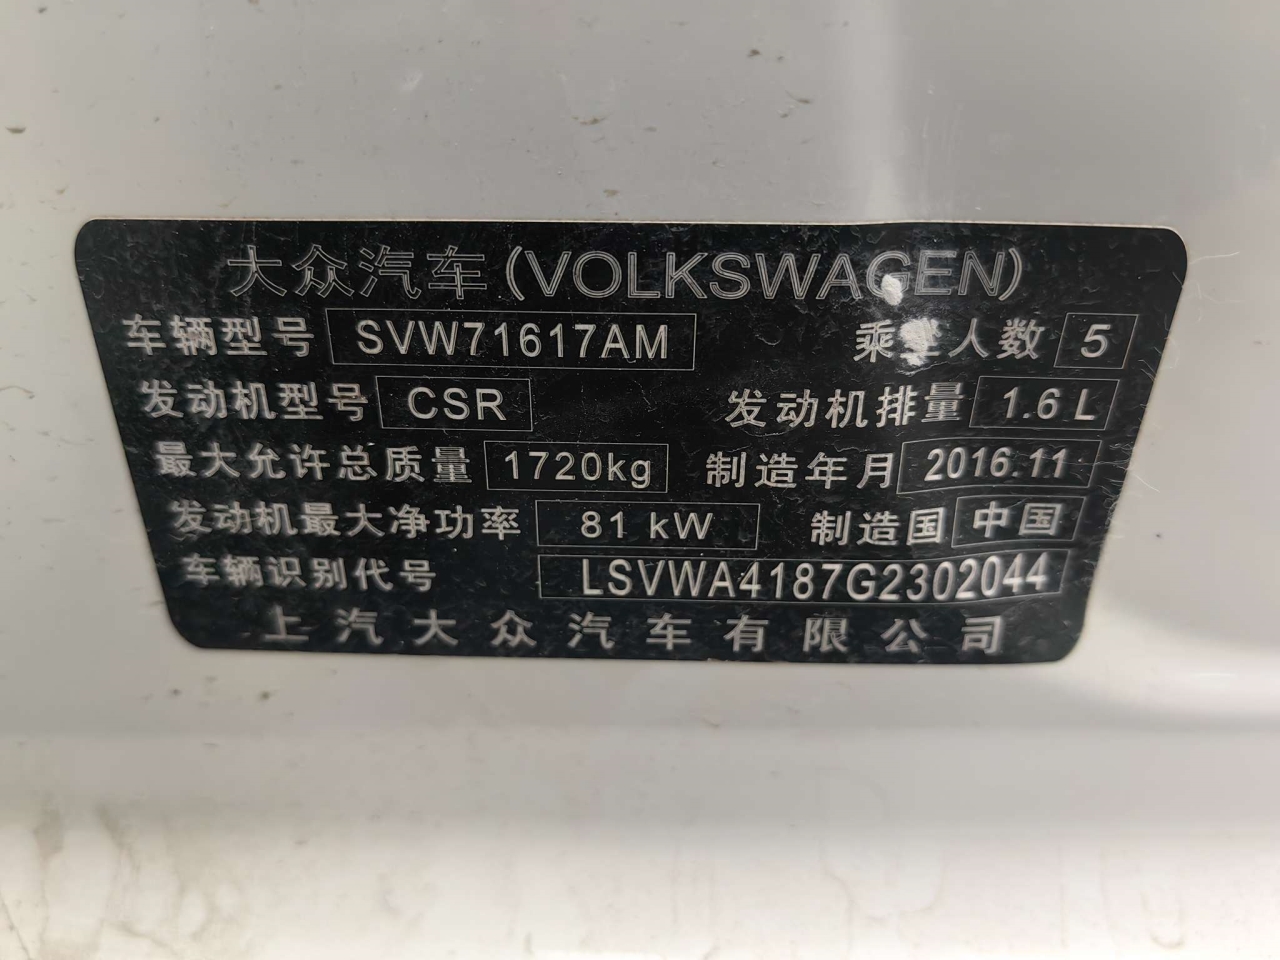 大众汽车(VOLKSWAGEN)
车辆型号 SVW71617AM 乘坐人数 5
发动机型号 CSR 发动机排量 1.6 L
最大允许总质量 1720kg 制造年月 2016.11
发动机最大净功率 81 kW 制造国 中国
车辆识别代号 LSVWA4187G2302044
上汽大众汽车有限公司